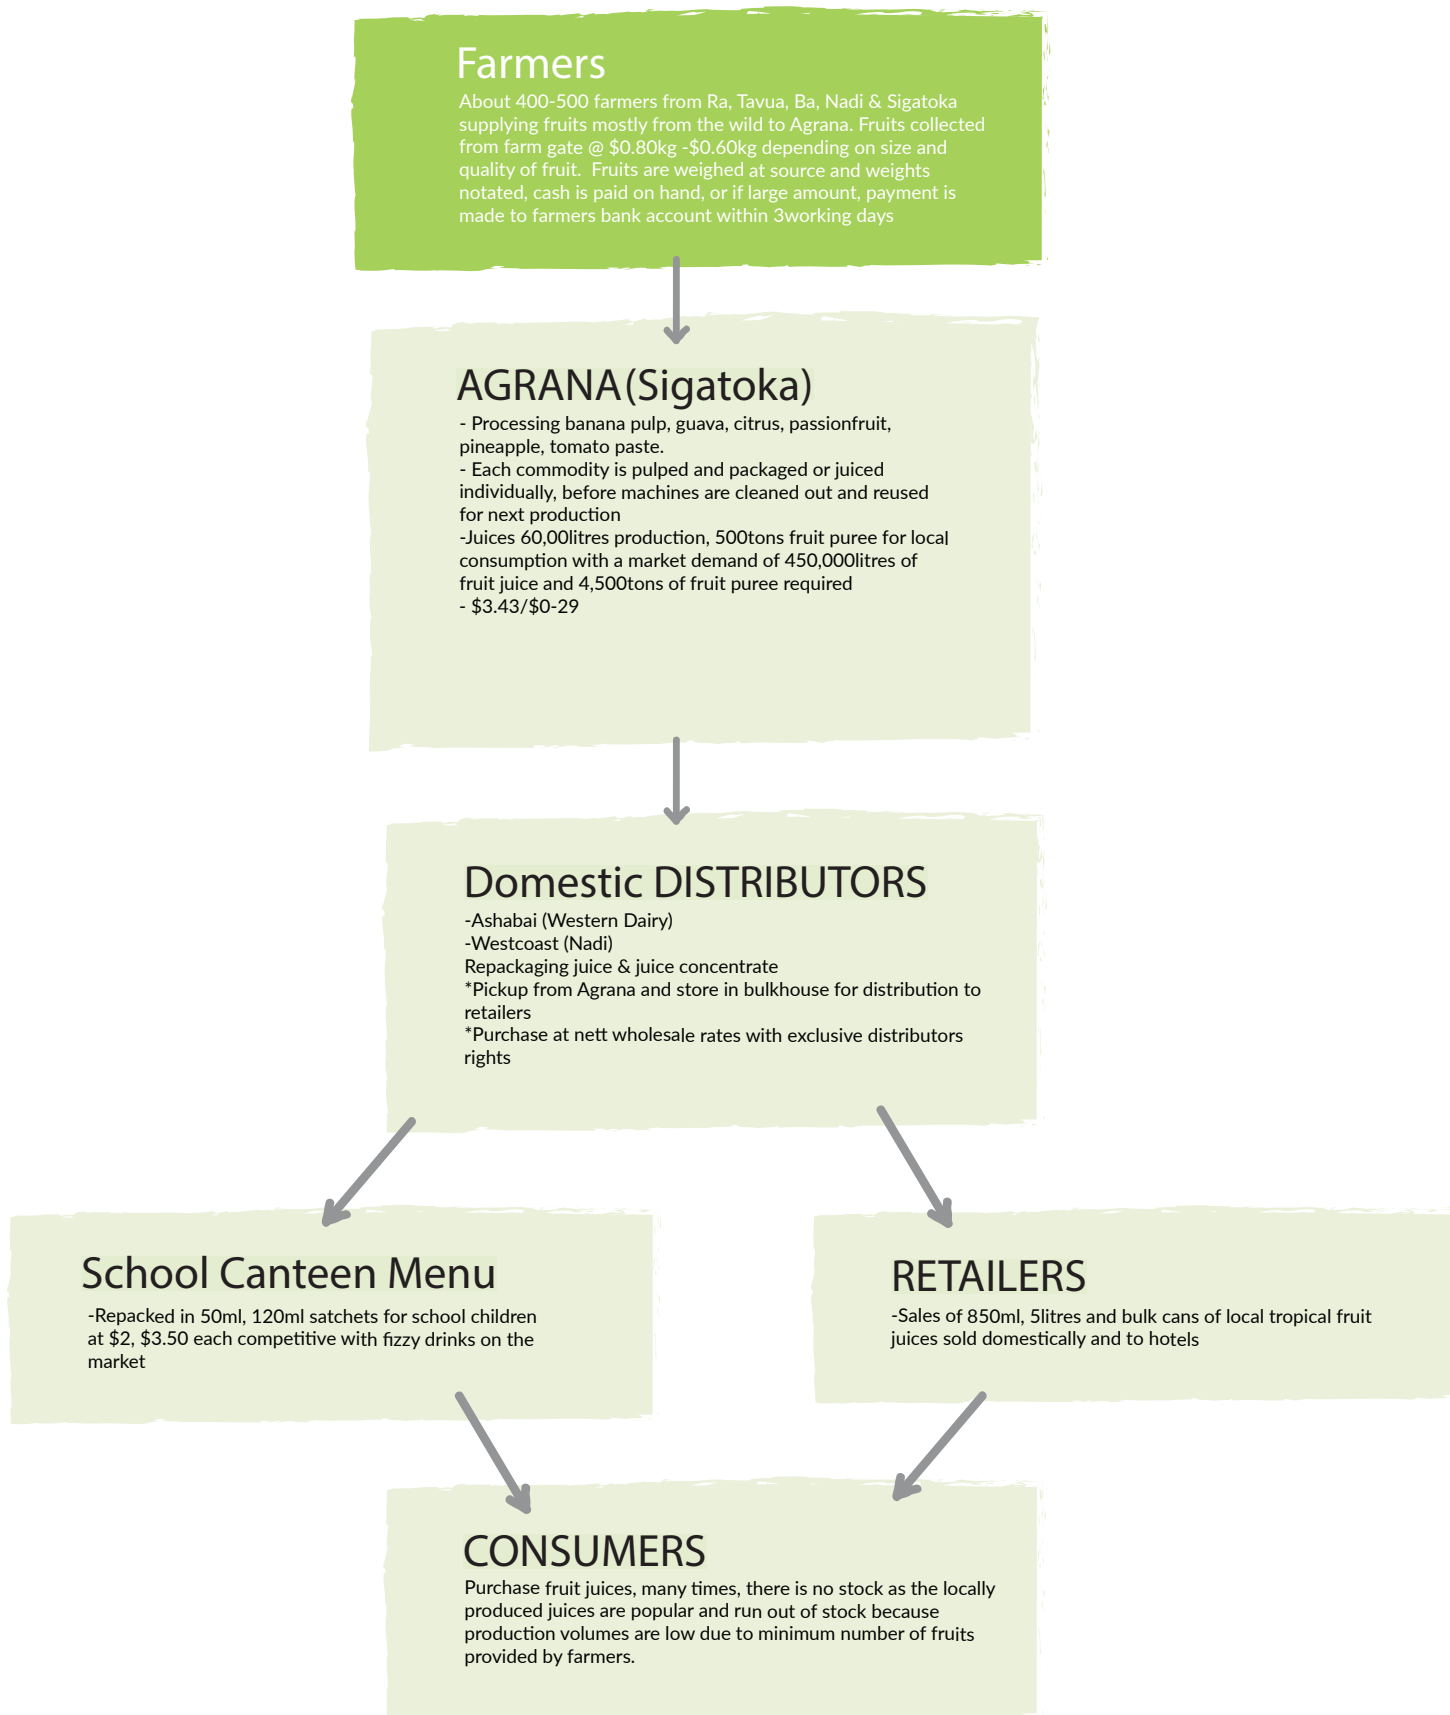 Farmers
About 400-500 farmers from Ra, Tavua, Ba, Nadi & Sigatoka
supplying fruits mostly from the wild to Agrana. Fruits collected
from farm gate @ $0.80kg -$0.60kg depending on size and
quality of fruit.  Fruits are weighed at source and weights
notated, cash is paid on hand, or if large amount, payment is
made to farmers bank account within 3working days
AGRANA(Sigatoka)
- Processing banana pulp, guava, citrus, passionfruit,
pineapple, tomato paste.
- Each commodity is pulped and packaged or juiced
individually, before machines are cleaned out and reused
for next production
-Juices 60,00litres production, 500tons fruit puree for local
consumption with a market demand of 450,000litres of
fruit juice and 4,500tons of fruit puree required
- $3.43/$0-29
Domestic DISTRIBUTORS
-Ashabai (Western Dairy)
-Westcoast (Nadi)
Repackaging juice & juice concentrate
*Pickup from Agrana and store in bulkhouse for distribution to
retailers
*Purchase at nett wholesale rates with exclusive distributors
rights
School Canteen Menu
-Repacked in 50ml, 120ml satchets for school children
at $2, $3.50 each competitive with fizzy drinks on the
market
RETAILERS
-Sales of 850ml, 5litres and bulk cans of local tropical fruit
juices sold domestically and to hotels
CONSUMERS
Purchase fruit juices, many times, there is no stock as the locally
produced juices are popular and run out of stock because
production volumes are low due to minimum number of fruits
provided by farmers.